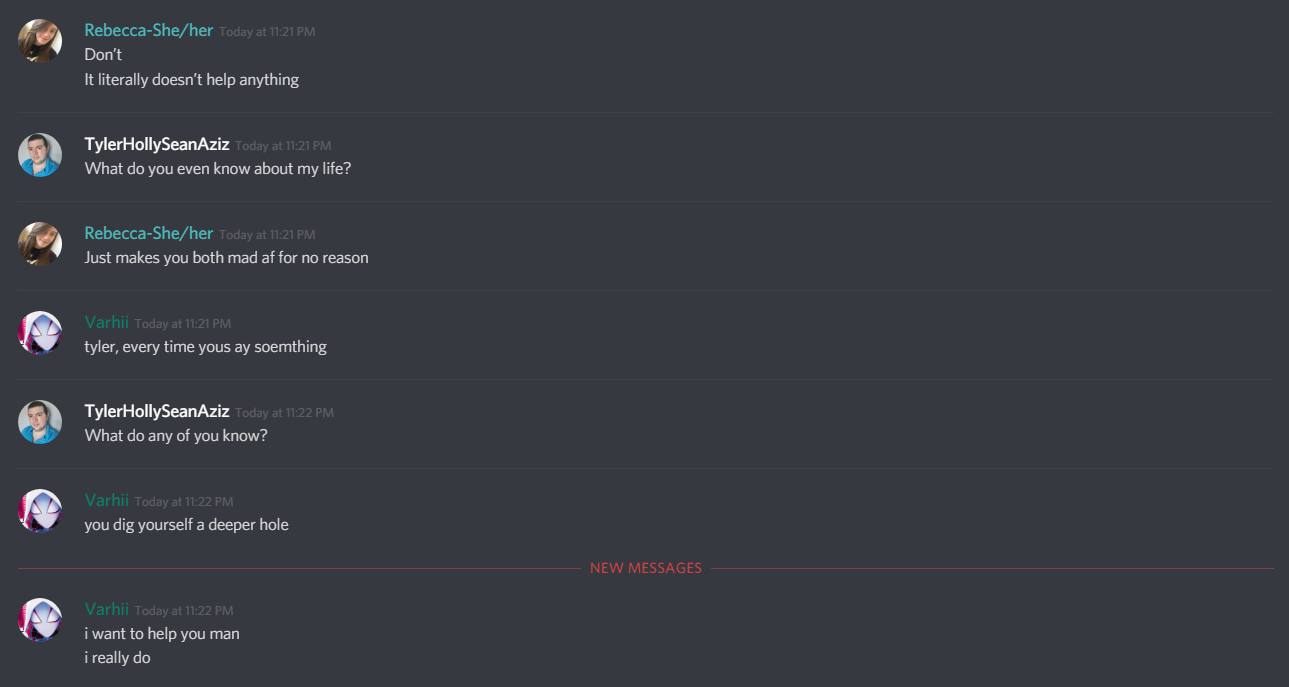 Rebecca-She/her Today at 11:21 PM
Don't
It literally doesn't help anything
TylerHollySeanAziz Today at 11:21 PM
What do you even know about my life?
Rebecca-She/her Today at 11:21 PM
Just makes you both mad af for no reason
Varhii Today at 11:21 PM
tyler, every time yous ay soemthing
TylerHollySeanAziz Today at 11:22 PM
What do any of you know?
Varhii Today at 11:22 PM
you dig yourself a deeper hole
NEW MESSAGES
Varhii Today at 11:22 PM
i want to help you man
i really do